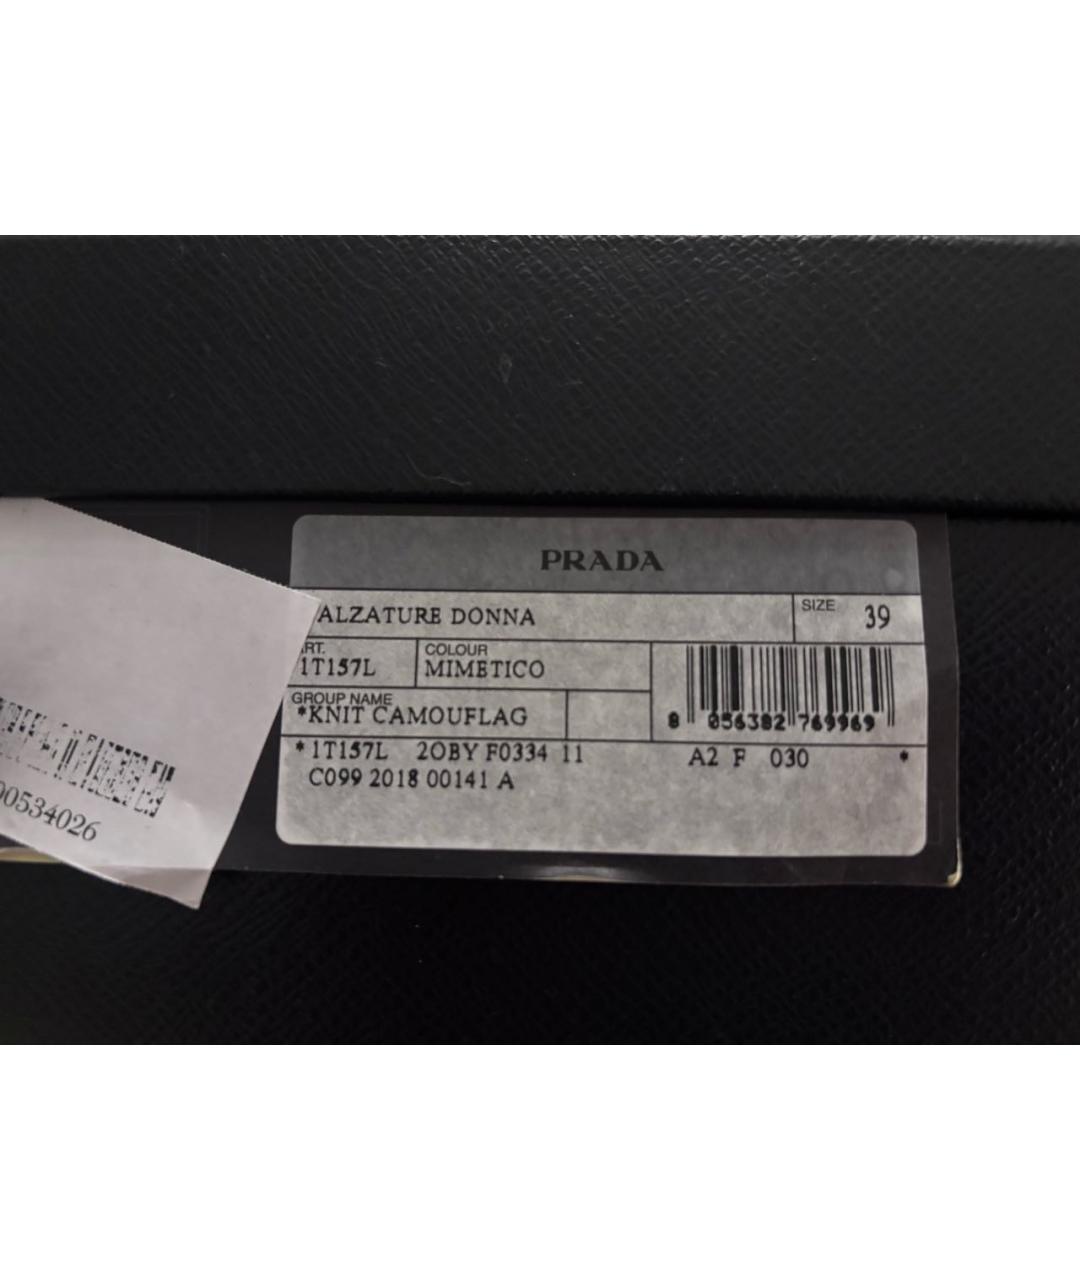 PRADA
ALZATURE DONNA
SIZE
39
RT.
1T157L
COLOUR
MIMETICO
GROUP NAME
*KNIT CAMOUFLAG
8 056382 769969
*1T157L 2OBY F0334 11 A2 F 030 *
C099 2018 00141 A
00534026